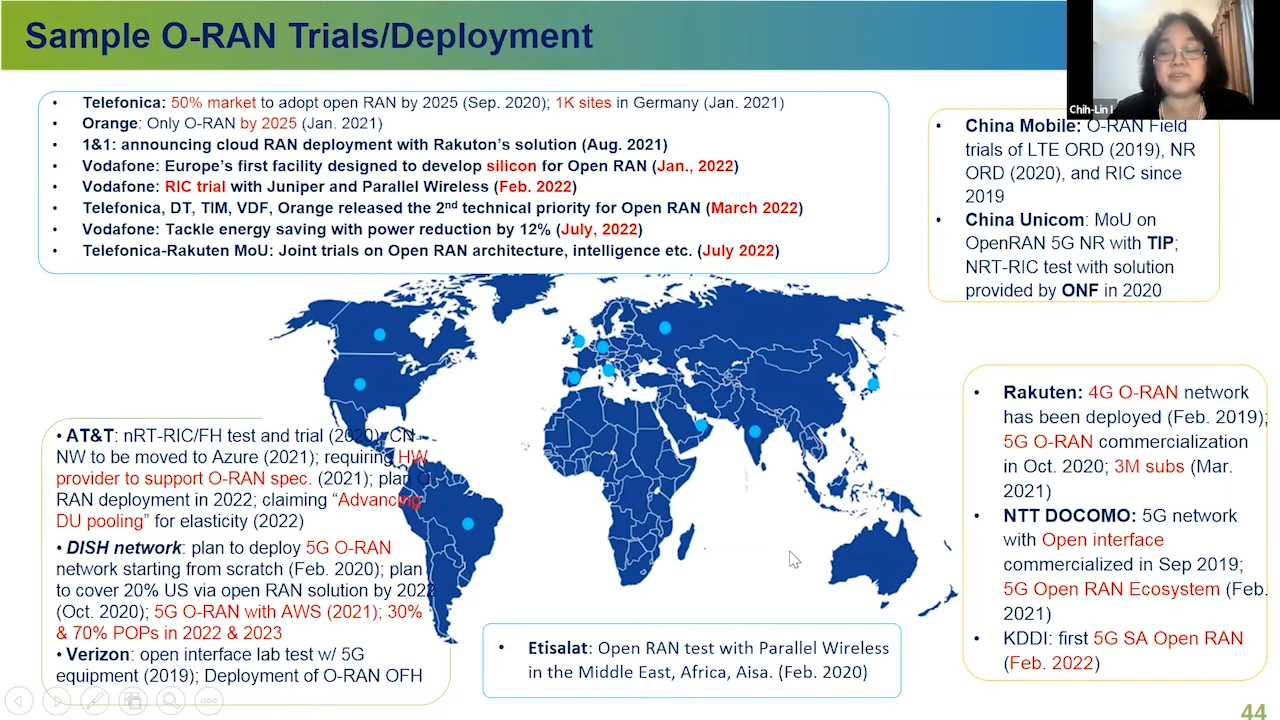 Sample O-RAN Trials/Deployment
Chih-Lin I
• Telefonica: 50% market to adopt open RAN by 2025 (Sep. 2020); 1K sites in Germany (Jan. 2021)
• Orange: Only O-RAN by 2025 (Jan. 2021)
• 1&1: announcing cloud RAN deployment with Rakuton's solution (Aug. 2021)
• Vodafone: Europe's first facility designed to develop silicon for Open RAN (Jan., 2022)
• Vodafone: RIC trial with Juniper and Parallel Wireless (Feb. 2022)
• Telefonica, DT, TIM, VDF, Orange released the 2nd technical priority for Open RAN (March 2022)
• Vodafone: Tackle energy saving with power reduction by 12% (July, 2022)
• Telefonica-Rakuten MoU: Joint trials on Open RAN architecture, intelligence etc. (July 2022)
• China Mobile: O-RAN Field
trials of LTE ORD (2019), NR
ORD (2020), and RIC since
2019
• China Unicom: MoU on
OpenRAN 5G NR with TIP;
NRT-RIC test with solution
provided by ONF in 2020
• AT&T: nRT-RIC/FH test and trial (2020), CN
NW to be moved to Azure (2021); requiring HW
provider to support O-RAN spec. (2021); plan
RAN deployment in 2022; claiming “Advancing
DU pooling” for elasticity (2022)
• DISH network: plan to deploy 5G O-RAN
network starting from scratch (Feb. 2020); plan
to cover 20% US via open RAN solution by 2022
(Oct. 2020); 5G O-RAN with AWS (2021); 30%
& 70% POPs in 2022 & 2023
• Verizon: open interface lab test w/ 5G
equipment (2019); Deployment of O-RAN OFH
• Etisalat: Open RAN test with Parallel Wireless
in the Middle East, Africa, Aisa. (Feb. 2020)
• Rakuten: 4G O-RAN network
has been deployed (Feb. 2019);
5G O-RAN commercialization
in Oct. 2020; 3M subs (Mar.
2021)
• NTT DOCOMO: 5G network
with Open interface
commercialized in Sep 2019;
5G Open RAN Ecosystem (Feb.
2021)
• KDDI: first 5G SA Open RAN
(Feb. 2022)
44